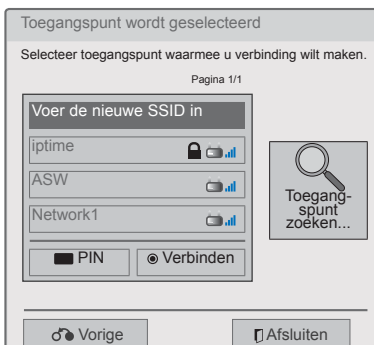 Toegangspunt wordt geselecteerd
Selecteer toegangspunt waarmee u verbinding wilt maken.
Pagina 1/1
Voer de nieuwe SSID in
iptime
ASW
Network1
Toegang-
spunt
zoeken...
PIN
Verbinden
Vorige
Afsluiten